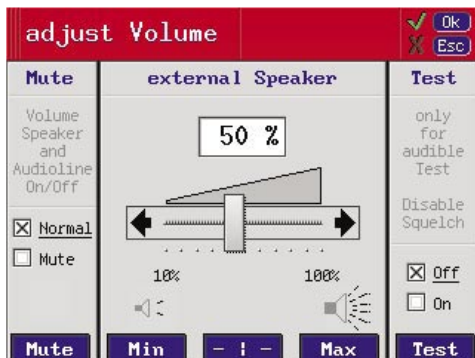 adjust Volume
Ok
Esc
Mute
Volume
Speaker
and
Audioline
On/Off
Normal
Mute
external Speaker
50 %
10%
100%
Test
only
for
audible
Test
Disable
Squelch
Off
On
Mute
Min
- ¦ -
Max
Test